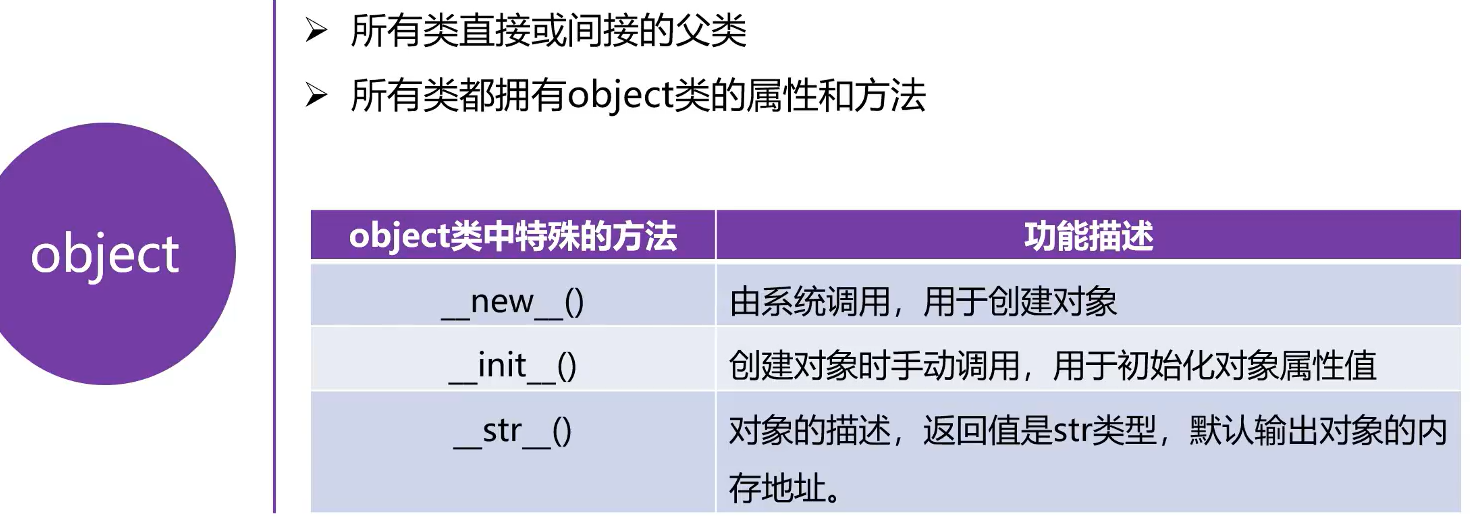 ➢ 所有类直接或间接的父类
➢ 所有类都拥有object类的属性和方法
object
object类中特殊的方法 功能描述
__new__() 由系统调用，用于创建对象
__init__() 创建对象时手动调用，用于初始化对象属性值
__str__() 对象的描述，返回值是str类型，默认输出对象的内
存地址。